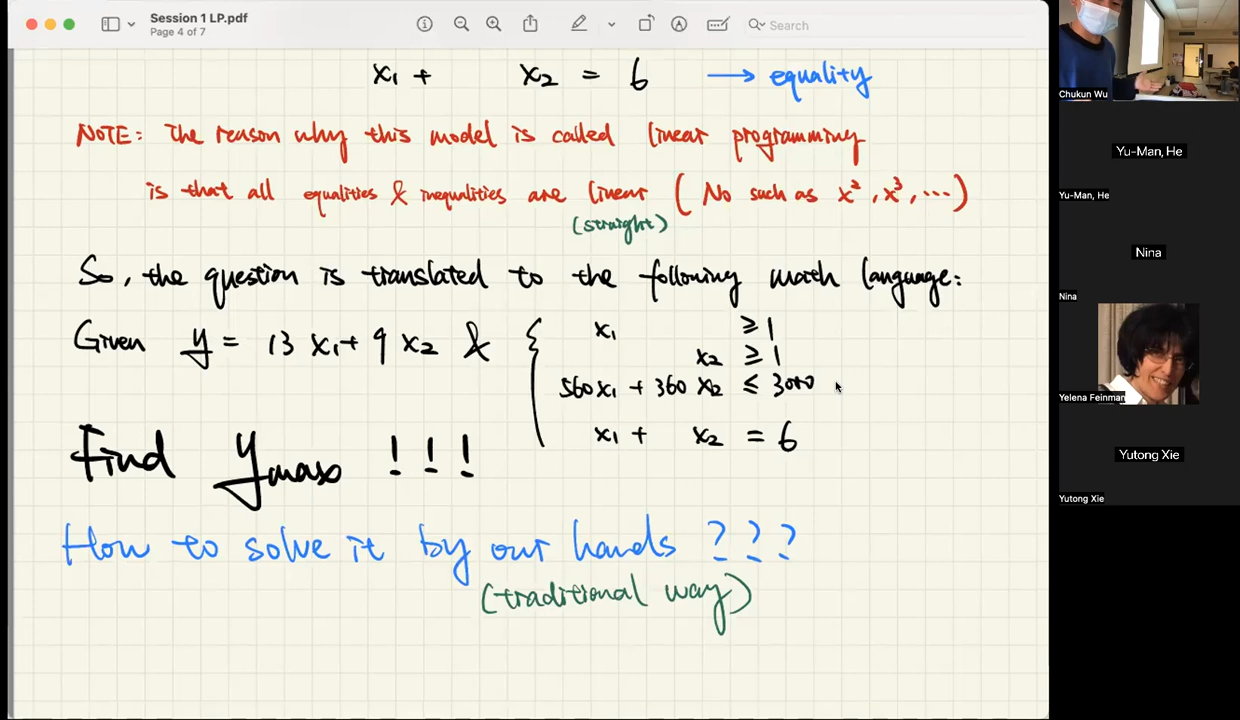 Session 1 LP.pdf
Page 4 of 7
Search
x₁ + x₂ = 6 → equality
NOTE: The reason why this model is called linear programming
is that all equalities & inequalities are linear (No such as x², x³, ...)
(straight)
So, the question is translated to the following math language:
Given y = 13 x₁ + 9 x₂ & {
x₁ ≥ 1
x₂ ≥ 1
560x₁ + 360 x₂ ≤ 3000
x₁ + x₂ = 6
Find yₘₐₓ !!!
How to solve it by our hands ???
(traditional way)
Chukun Wu
Yu-Man, He
Yu-Man, He
Nina
Nina
Yelena Feinman
Yutong Xie
Yutong Xie